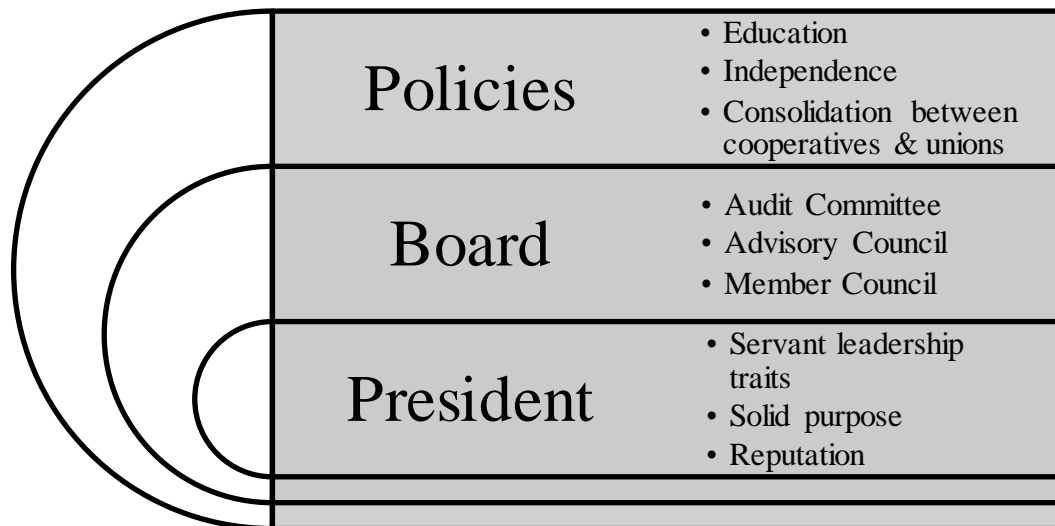 Policies
• Education
• Independence
• Consolidation between
cooperatives & unions
Board
• Audit Committee
• Advisory Council
• Member Council
President
• Servant leadership
traits
• Solid purpose
• Reputation